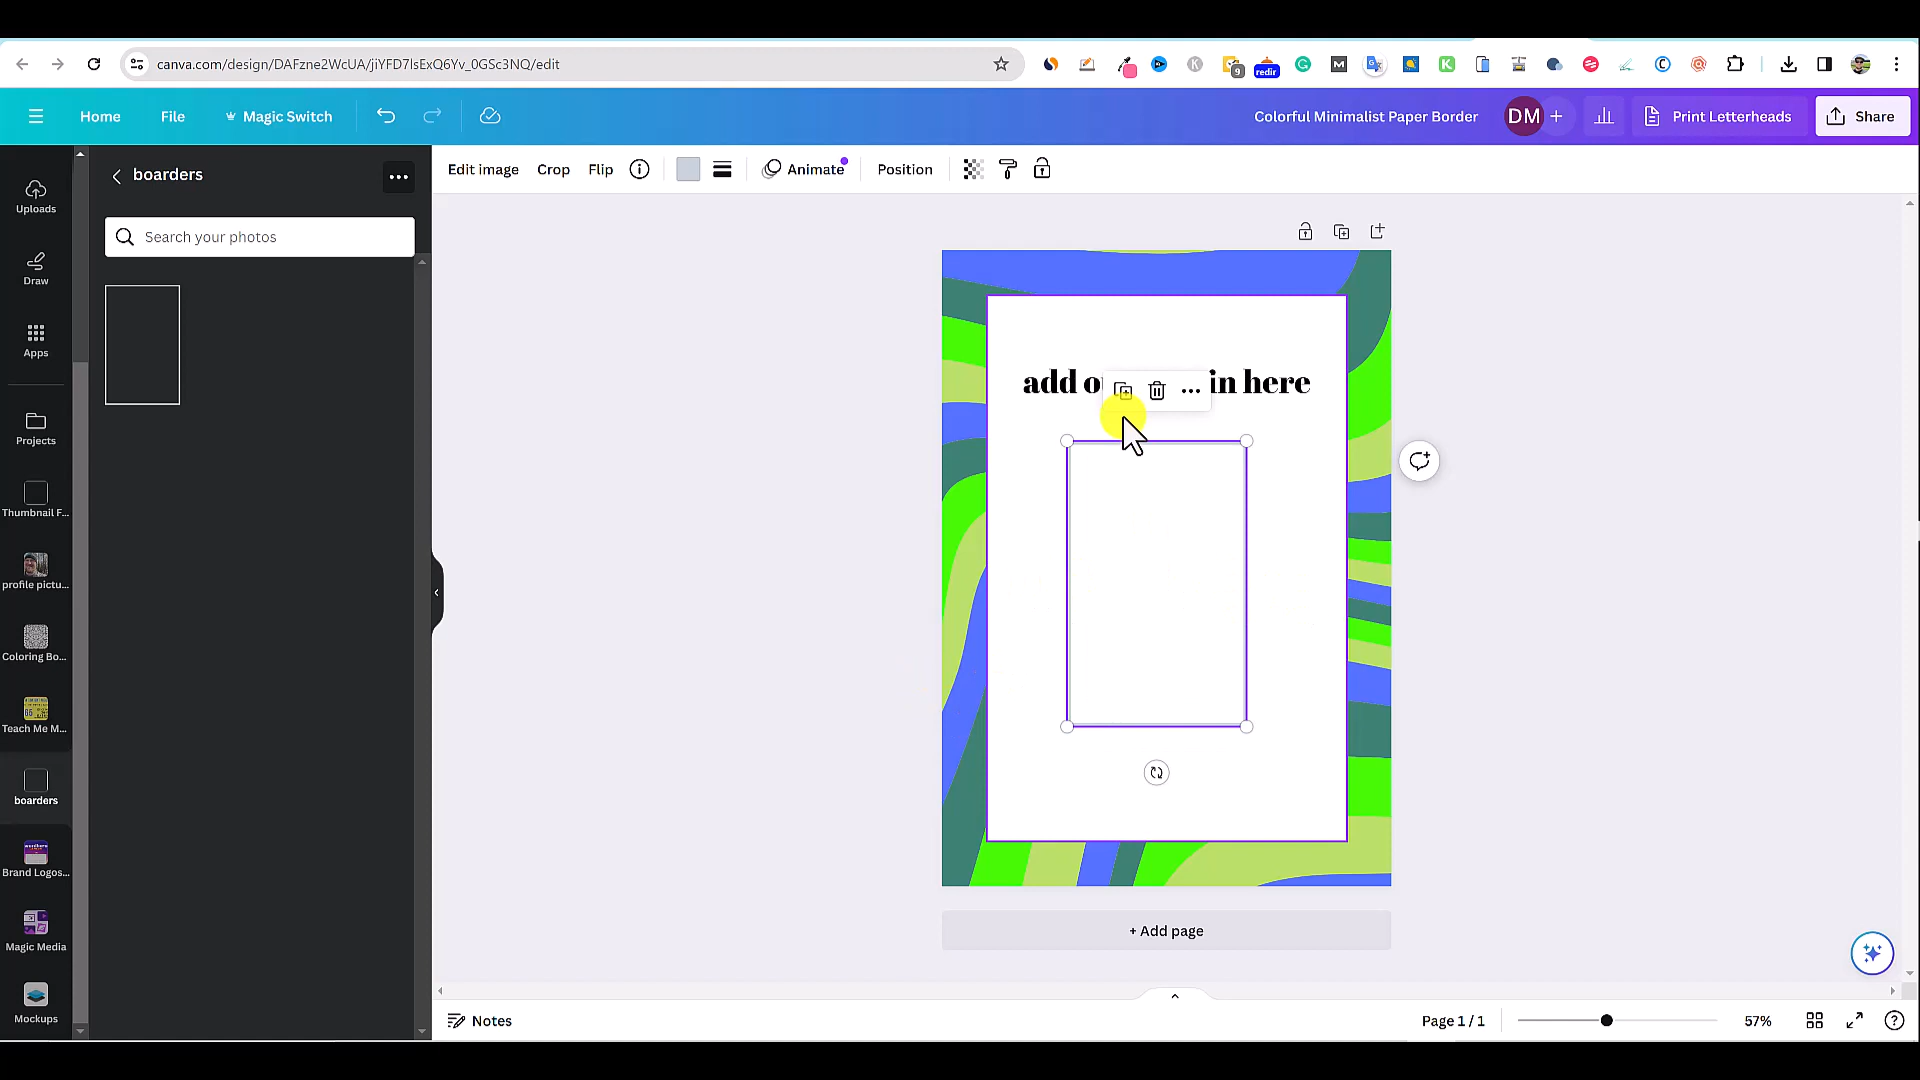 canva.com/design/DAFzne2WcUA/jiYFD7lsExQ6Yv_0GSc3NQ/edit
9
redir
Home
File
Magic Switch
Colorful Minimalist Paper Border
DM
Print Letterheads
Share
boarders
Edit image
Crop
Flip
Animate
Position
Uploads
Search your photos
Draw
Apps
Projects
Thumbnail F...
profile pictu...
Coloring Bo...
Teach Me M...
boarders
Brand Logos...
Magic Media
Mockups
in here
+ Add page
Notes
Page 1 / 1
57%